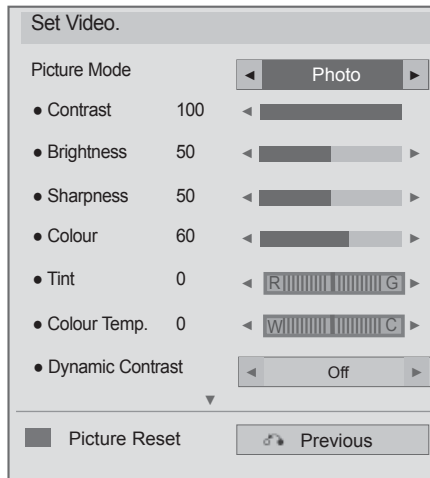 Set Video.
Picture Mode ◄ Photo ►
● Contrast 100 ◄
● Brightness 50 ◄ ►
● Sharpness 50 ◄ ►
● Colour 60 ◄ ►
● Tint 0 ◄ R G ►
● Colour Temp. 0 ◄ W C ►
● Dynamic Contrast ◄ Off ►
▼
Picture Reset Previous